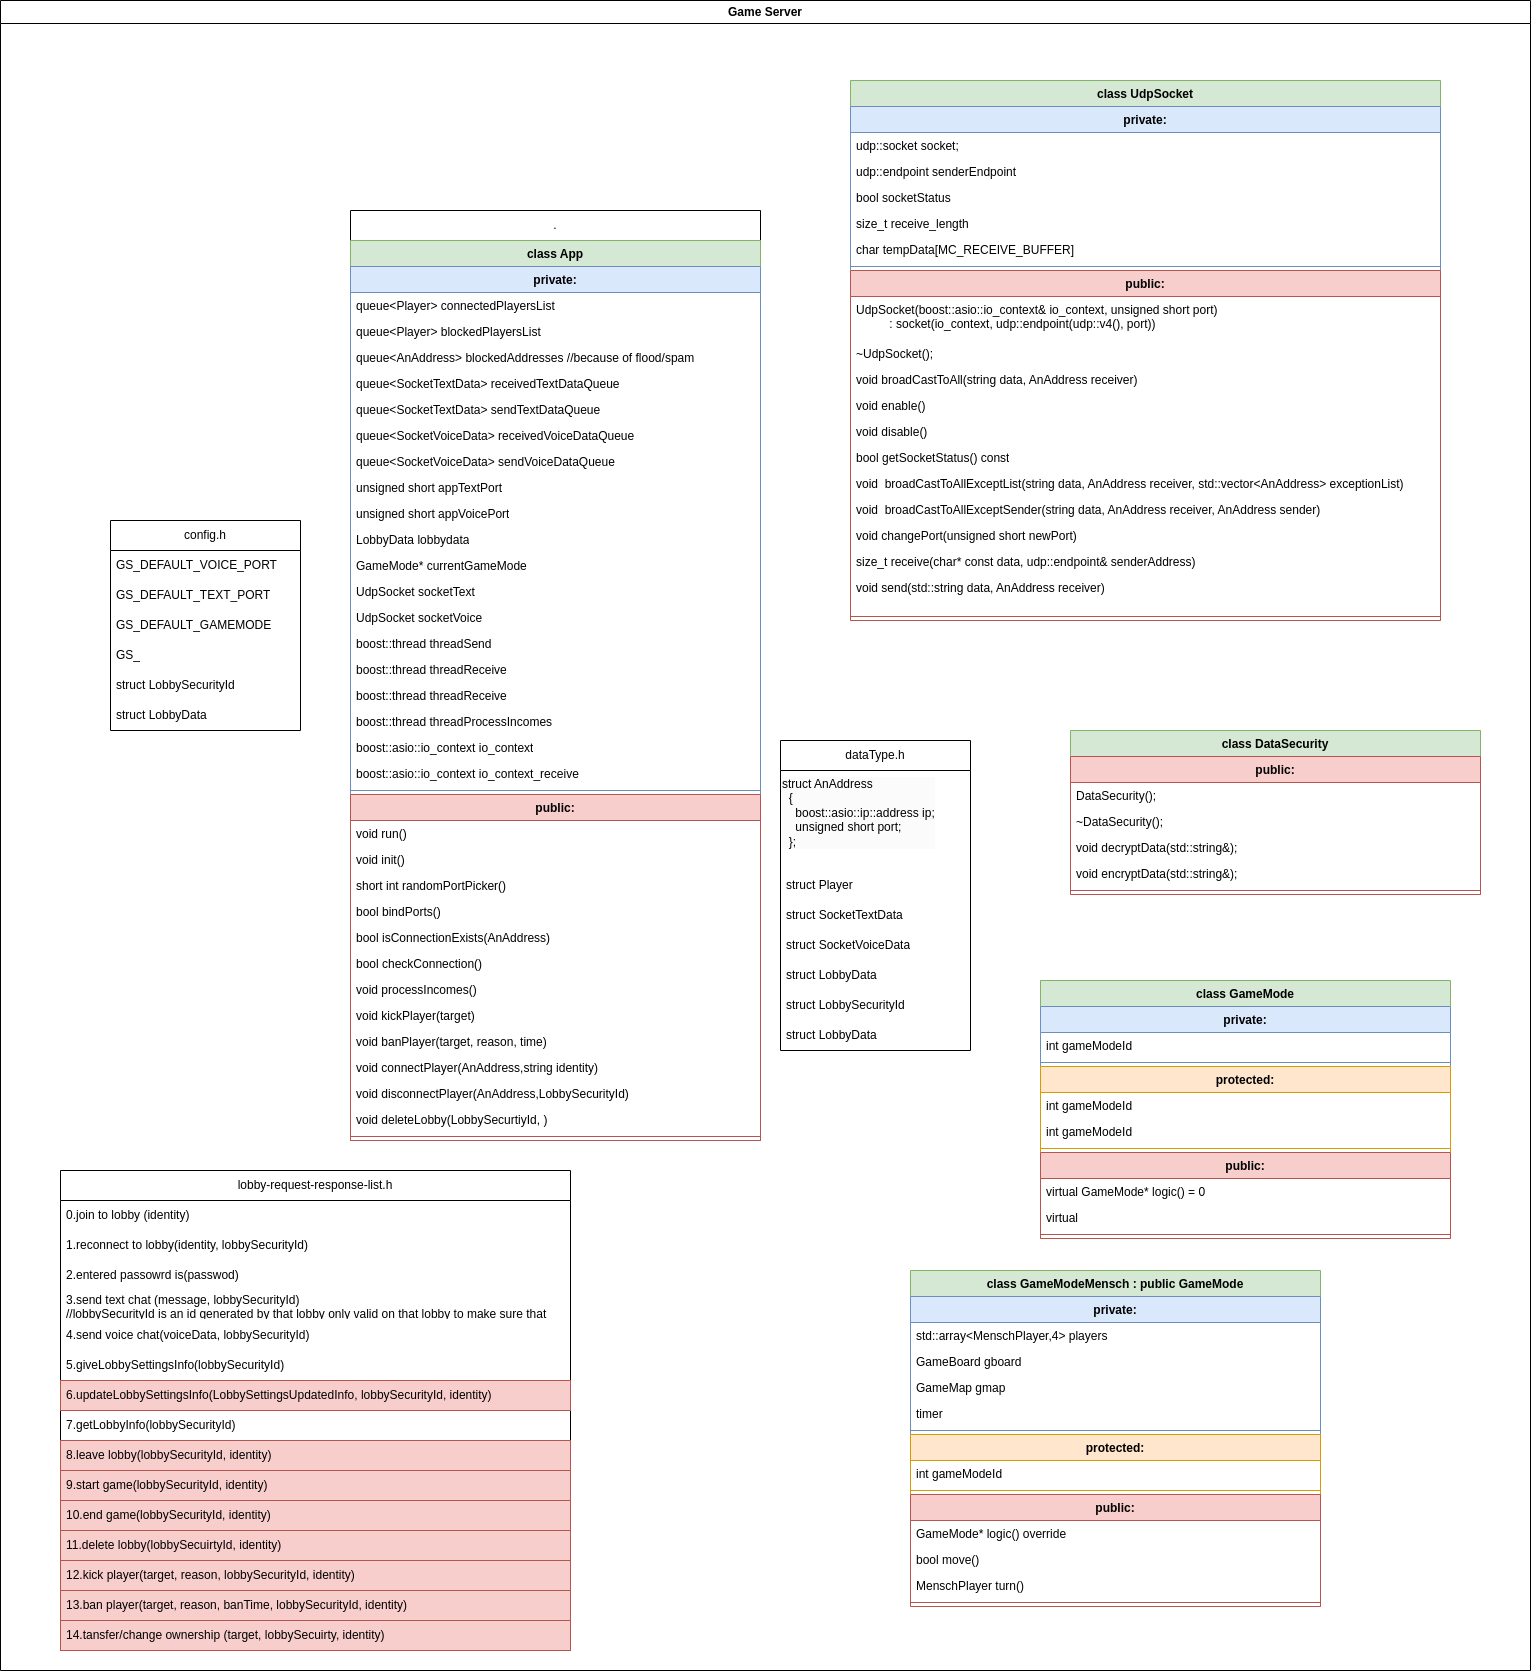 Game Server
class UdpSocket
private:
udp::socket socket;
udp::endpoint senderEndpoint
bool socketStatus
size_t receive_length
char tempData[MC_RECEIVE_BUFFER]
public:
UdpSocket(boost::asio::io_context& io_context, unsigned short port)
: socket(io_context, udp::endpoint(udp::v4(), port))
~UdpSocket();
void broadCastToAll(string data, AnAddress receiver)
void enable()
void disable()
bool getSocketStatus() const
void  broadCastToAllExceptList(string data, AnAddress receiver, std::vector<AnAddress> exceptionList)
void  broadCastToAllExceptSender(string data, AnAddress receiver, AnAddress sender)
void changePort(unsigned short newPort)
size_t receive(char* const data, udp::endpoint& senderAddress)
void send(std::string data, AnAddress receiver)
.
class App
private:
queue<Player> connectedPlayersList
queue<Player> blockedPlayersList
queue<AnAddress> blockedAddresses //because of flood/spam
queue<SocketTextData> receivedTextDataQueue
queue<SocketTextData> sendTextDataQueue
queue<SocketVoiceData> receivedVoiceDataQueue
queue<SocketVoiceData> sendVoiceDataQueue
unsigned short appTextPort
unsigned short appVoicePort
LobbyData lobbydata
GameMode* currentGameMode
UdpSocket socketText
UdpSocket socketVoice
boost::thread threadSend
boost::thread threadReceive
boost::thread threadReceive
boost::thread threadProcessIncomes
boost::asio::io_context io_context
boost::asio::io_context io_context_receive
public:
void run()
void init()
short int randomPortPicker()
bool bindPorts()
bool isConnectionExists(AnAddress)
bool checkConnection()
void processIncomes()
void kickPlayer(target)
void banPlayer(target, reason, time)
void connectPlayer(AnAddress,string identity)
void disconnectPlayer(AnAddress,LobbySecurityId)
void deleteLobby(LobbySecurtiyId, )
config.h
GS_DEFAULT_VOICE_PORT
GS_DEFAULT_TEXT_PORT
GS_DEFAULT_GAMEMODE
GS_
struct LobbySecurityId
struct LobbyData
dataType.h
struct AnAddress
{
boost::asio::ip::address ip;
unsigned short port;
};
struct Player
struct SocketTextData
struct SocketVoiceData
struct LobbyData
struct LobbySecurityId
struct LobbyData
class DataSecurity
public:
DataSecurity();
~DataSecurity();
void decryptData(std::string&);
void encryptData(std::string&);
class GameMode
private:
int gameModeId
protected:
int gameModeId
int gameModeId
public:
virtual GameMode* logic() = 0
virtual
lobby-request-response-list.h
0.join to lobby (identity)
1.reconnect to lobby(identity, lobbySecurityId)
2.entered passowrd is(passwod)
3.send text chat (message, lobbySecurityId)
//lobbySecurityId is an id generated by that lobby only valid on that lobby to make sure that
4.send voice chat(voiceData, lobbySecurityId)
5.giveLobbySettingsInfo(lobbySecurityId)
6.updateLobbySettingsInfo(LobbySettingsUpdatedInfo, lobbySecurityId, identity)
7.getLobbyInfo(lobbySecurityId)
8.leave lobby(lobbySecurityId, identity)
9.start game(lobbySecurityId, identity)
10.end game(lobbySecurityId, identity)
11.delete lobby(lobbySecuirtyId, identity)
12.kick player(target, reason, lobbySecurityId, identity)
13.ban player(target, reason, banTime, lobbySecurityId, identity)
14.tansfer/change ownership (target, lobbySecuirty, identity)
class GameModeMensch : public GameMode
private:
std::array<MenschPlayer,4> players
GameBoard gboard
GameMap gmap
timer
protected:
int gameModeId
public:
GameMode* logic() override
bool move()
MenschPlayer turn()